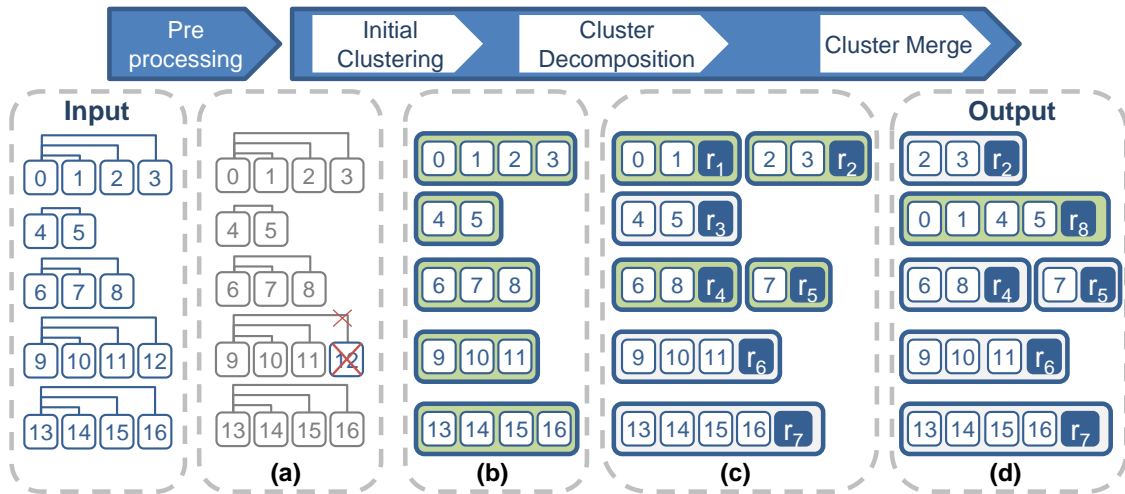 Pre
processing
Initial
Clustering
Cluster
Decomposition
Cluster Merge
Input
0 1 2 3
4 5
6 7 8
9 10 11 12
13 14 15 16
0 1 2 3
4 5
6 7 8
9 10 11 12
13 14 15 16
(a)
0 1 2 3
4 5
6 7 8
9 10 11
13 14 15 16
(b)
0 1 r1 2 3 r2
4 5 r3
6 8 r4 7 r5
9 10 11 r6
13 14 15 16 r7
(c)
Output
2 3 r2
0 1 4 5 r8
6 8 r4 7 r5
9 10 11 r6
13 14 15 16 r7
(d)